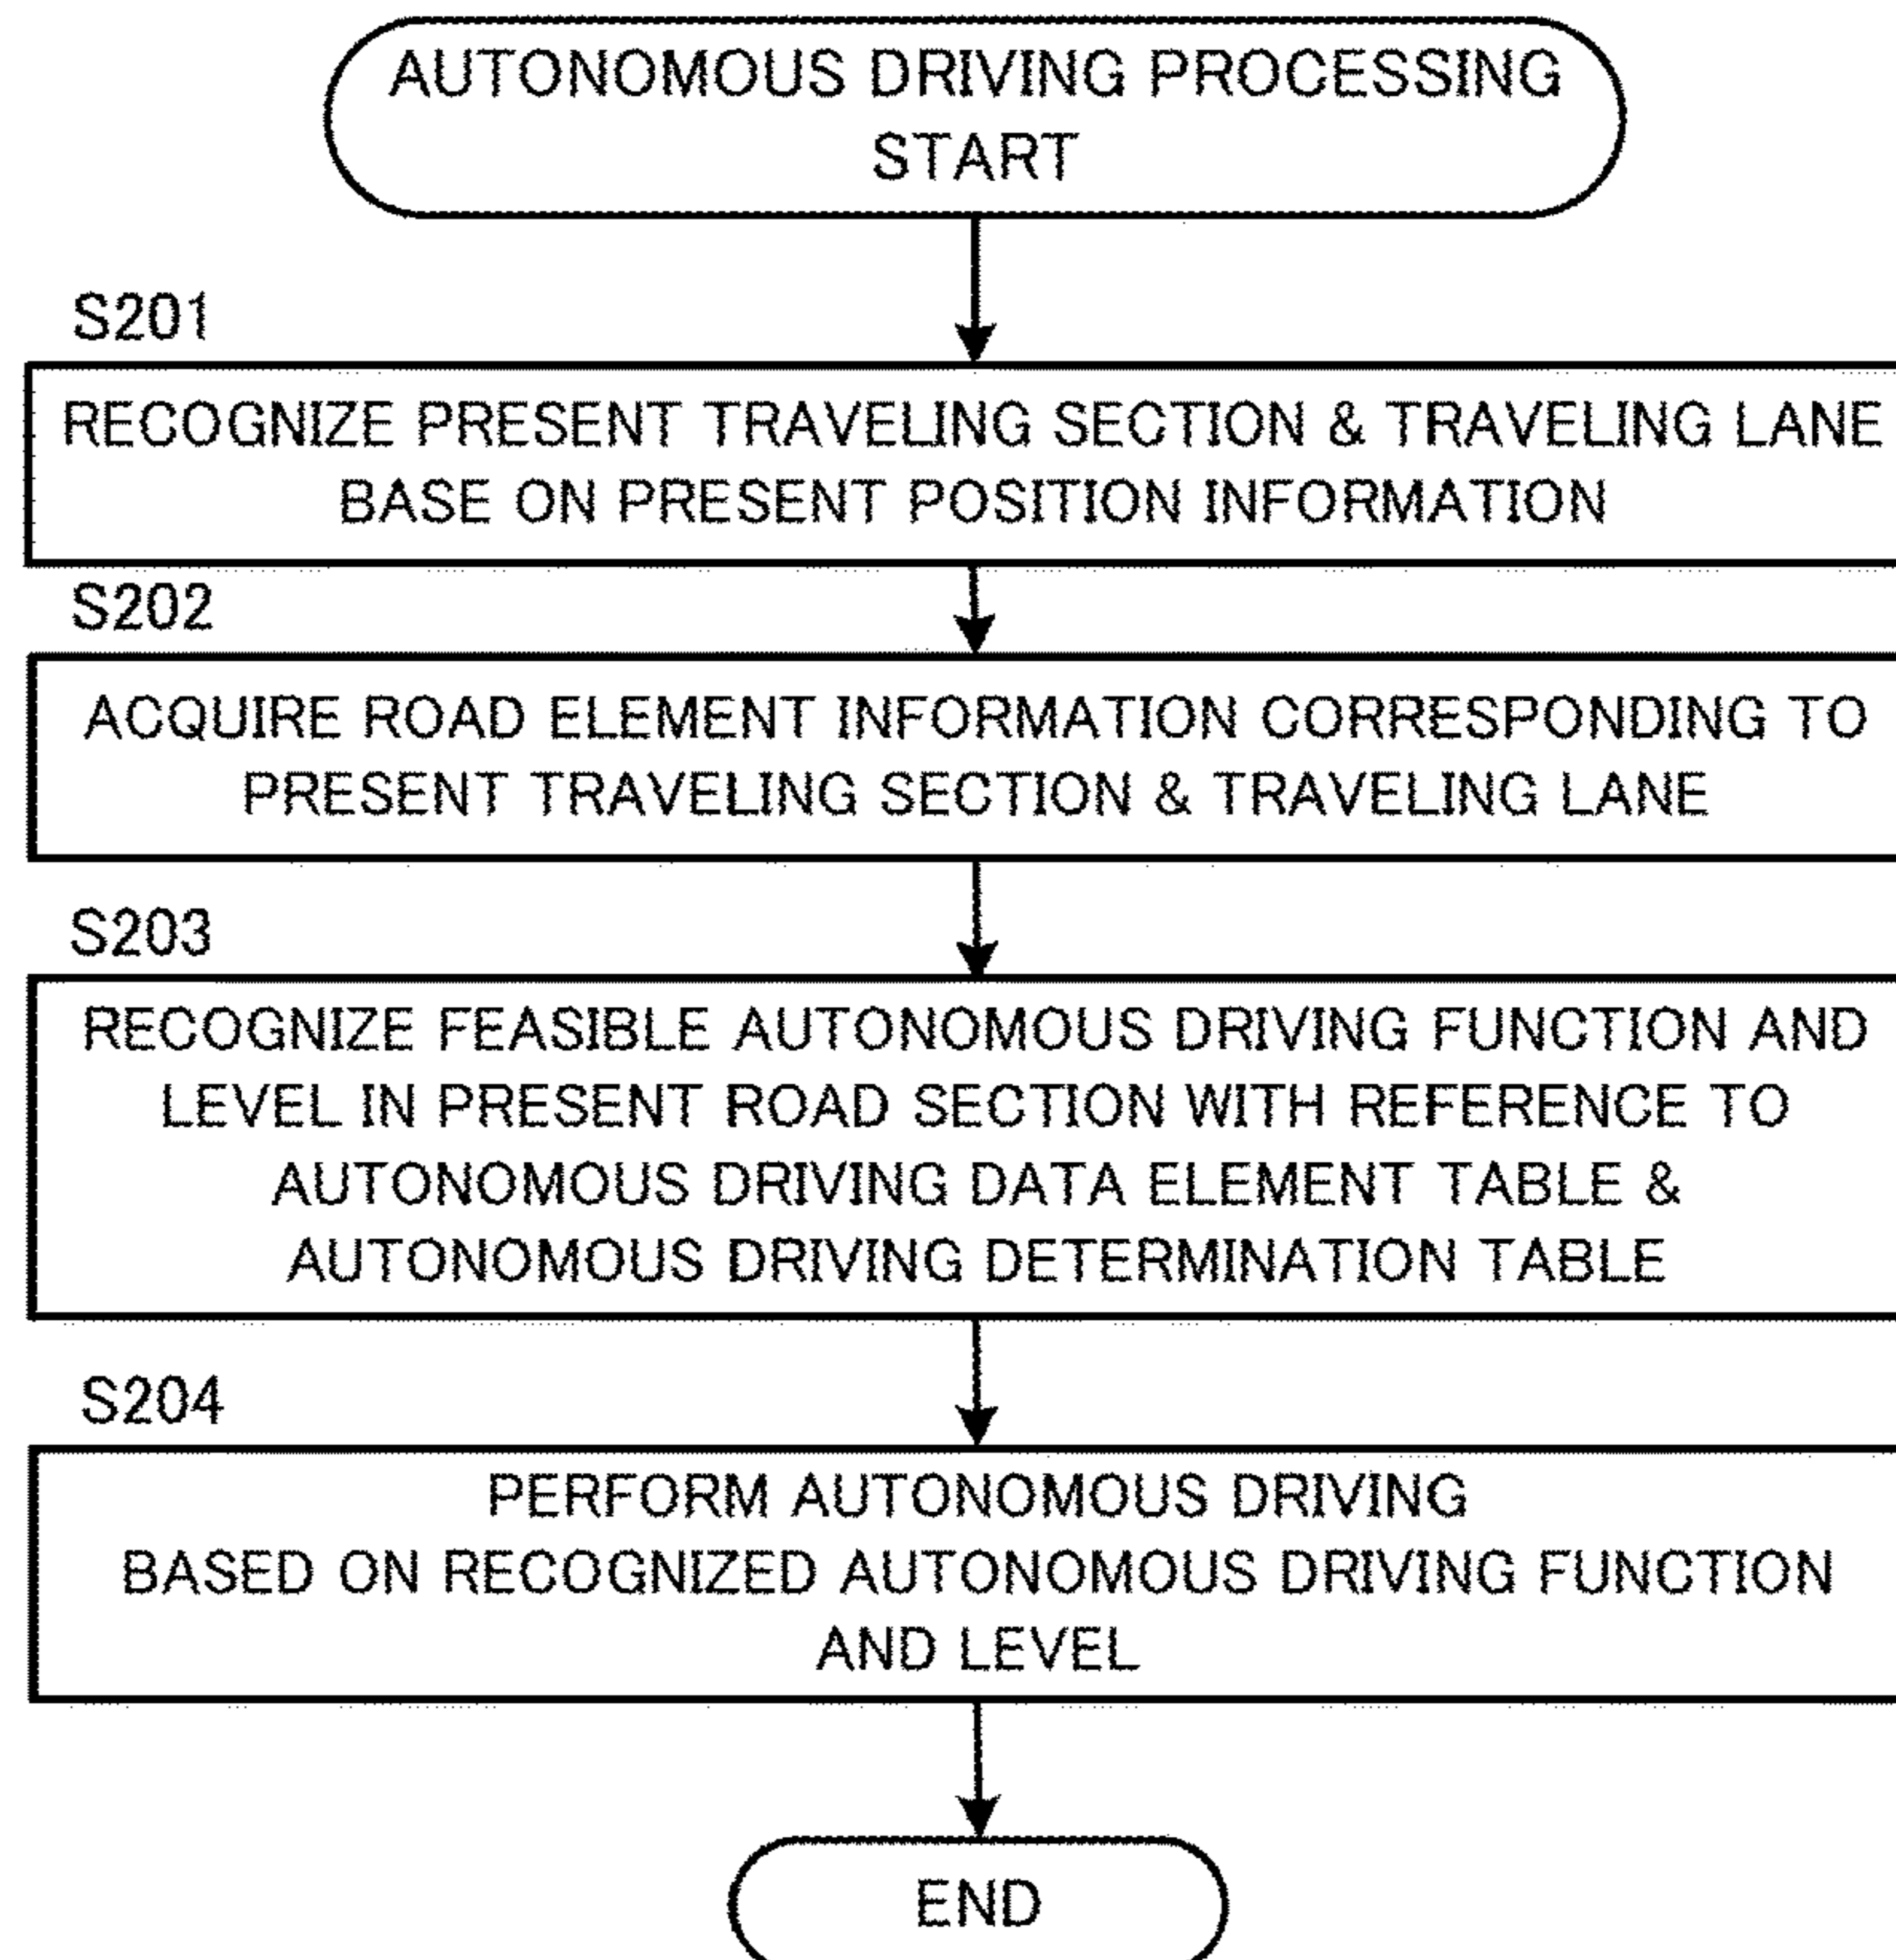 AUTONOMOUS DRIVING PROCESSING
START
S201
RECOGNIZE PRESENT TRAVELING SECTION & TRAVELING LANE
BASE ON PRESENT POSITION INFORMATION
S202
ACQUIRE ROAD ELEMENT INFORMATION CORRESPONDING TO
PRESENT TRAVELING SECTION & TRAVELING LANE
S203
RECOGNIZE FEASIBLE AUTONOMOUS DRIVING FUNCTION AND
LEVEL IN PRESENT ROAD SECTION WITH REFERENCE TO
AUTONOMOUS DRIVING DATA ELEMENT TABLE &
AUTONOMOUS DRIVING DETERMINATION TABLE
S204
PERFORM AUTONOMOUS DRIVING
BASED ON RECOGNIZED AUTONOMOUS DRIVING FUNCTION
AND LEVEL
END